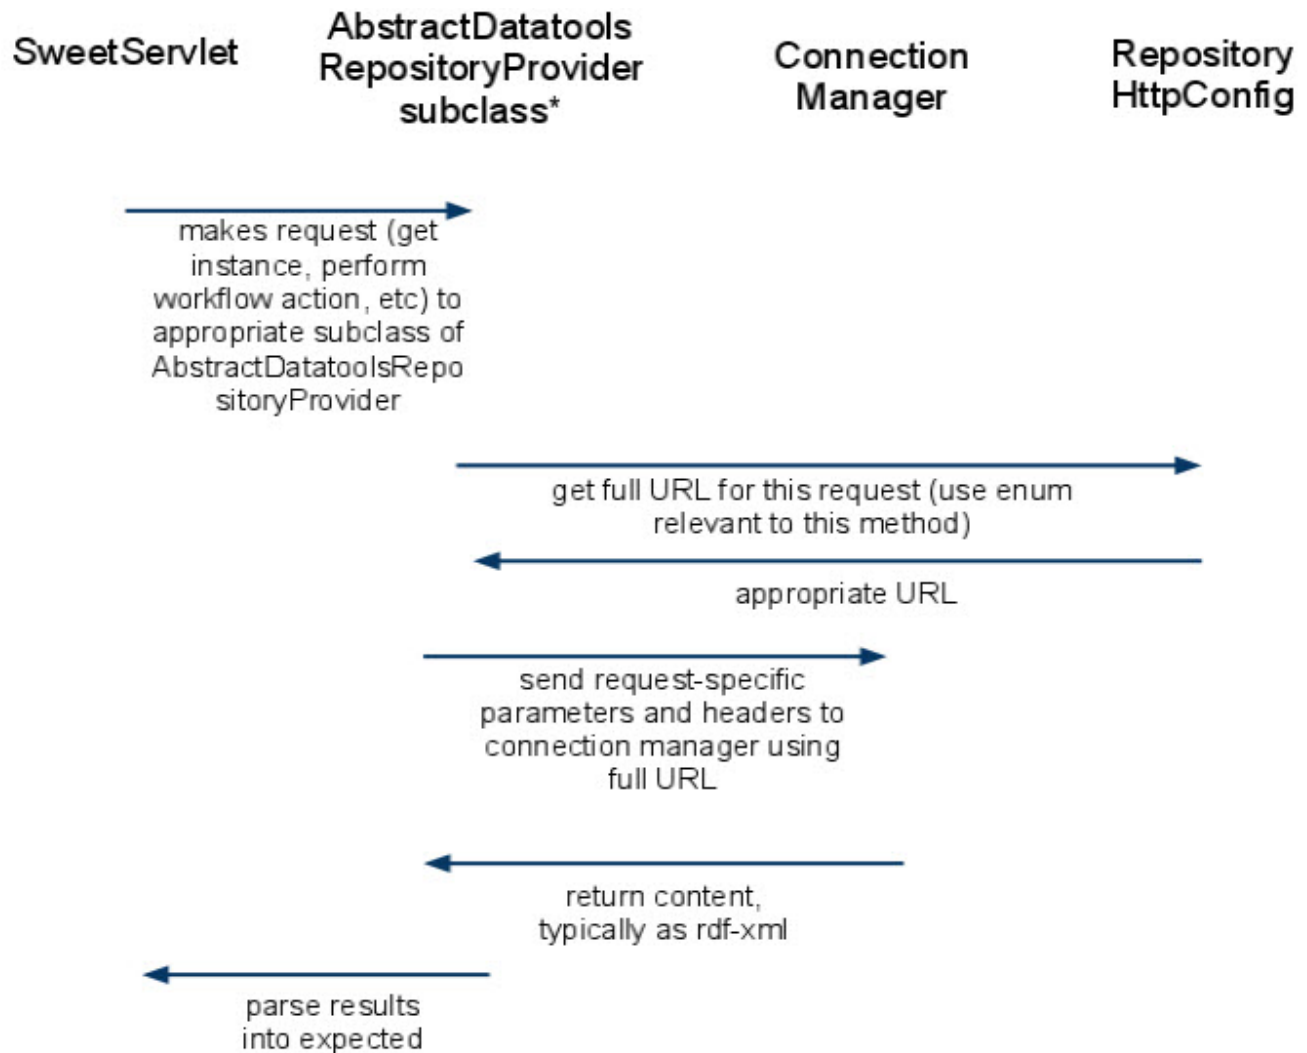 SweetServlet
AbstractDatatools
RepositoryProvider
subclass*
Connection
Manager
Repository
HttpConfig
makes request (get
instance, perform
workflow action, etc) to
appropriate subclass of
AbstractDatatoolsRepo
sitoryProvider
get full URL for this request (use enum
relevant to this method)
appropriate URL
send request-specific
parameters and headers to
connection manager using
full URL
return content,
typically as rdf-xml
parse results
into expected